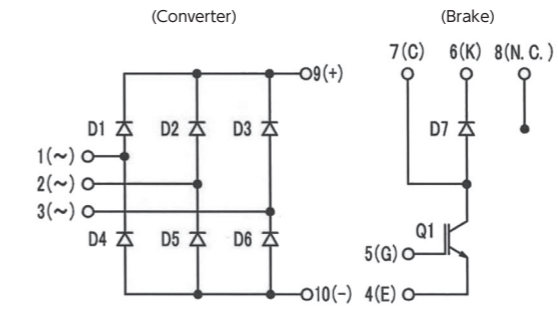 (Converter) (Brake)
7(C) 6(K) 8(N.C.)
9(+)
D1 D2 D3 D7
1(~)
2(~)
3(~)
D4 D5 D6 Q1
5(G)
10(-) 4(E)